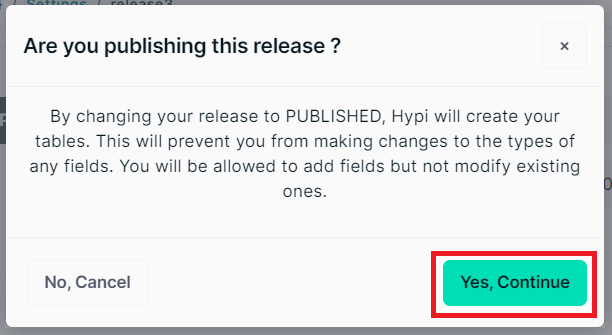 / Settings / release3
Are you publishing this release ?
×
By changing your release to PUBLISHED, Hypi will create your
tables. This will prevent you from making changes to the types of
any fields. You will be allowed to add fields but not modify existing
ones.
No, Cancel
Yes, Continue